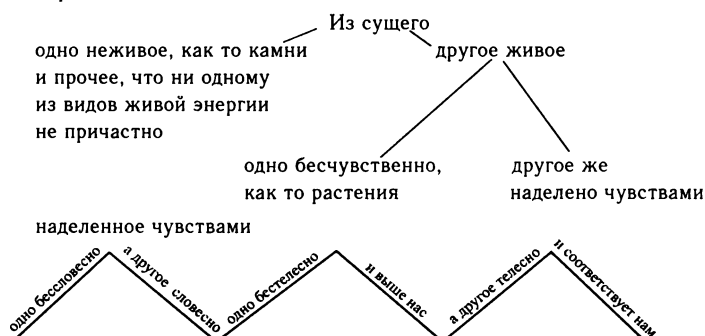 Из сущего
одно неживое, как то камни
и прочее, что ни одному
из видов живой энергии
не причастно
другое живое
одно бесчувственно,
как то растения
другое же
наделено чувствами
наделенное чувствами
одно бессловесно
а другое словесно
одно бестелесно
и выше нас
а другое телесно
и соответствует нам